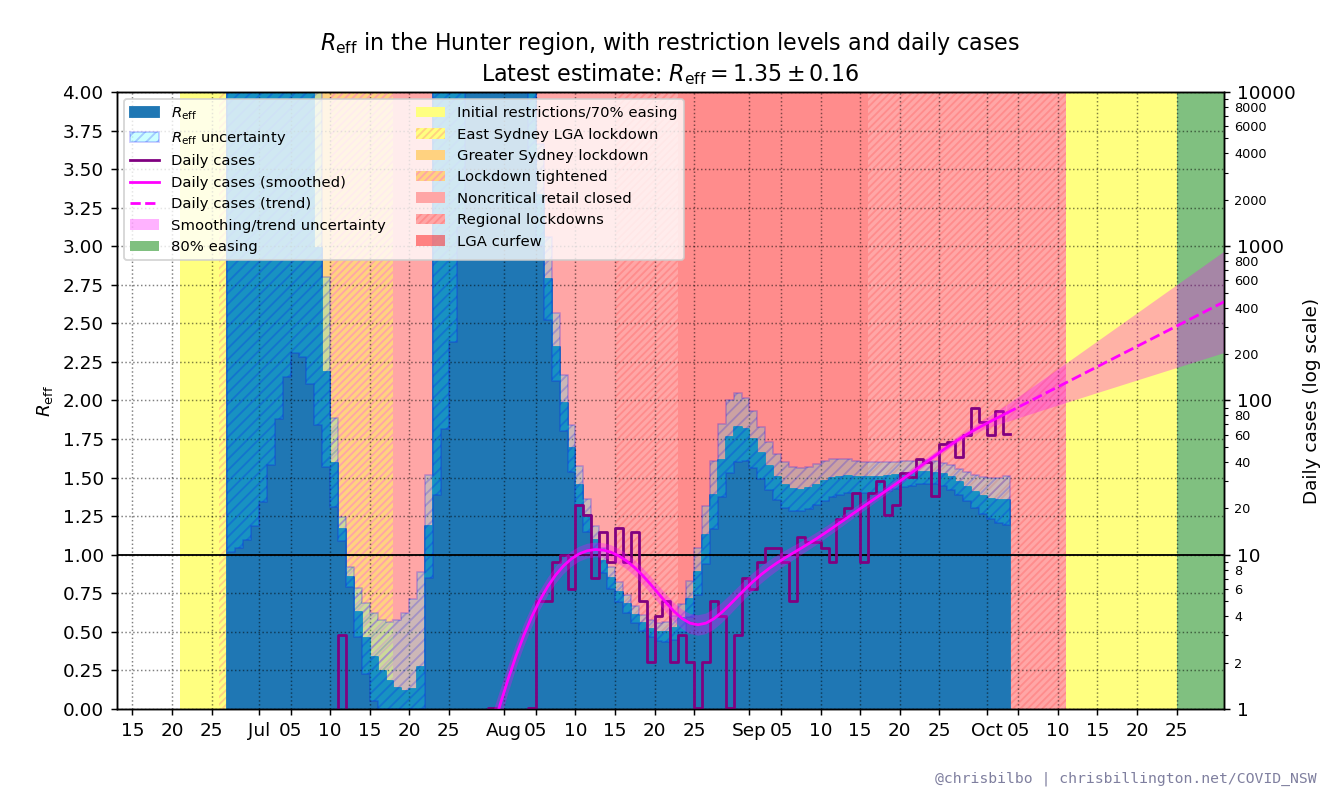 R_eff in the Hunter region, with restriction levels and daily cases
Latest estimate: R_eff = 1.35 ± 0.16
R_eff
R_eff uncertainty
Daily cases
Daily cases (smoothed)
Daily cases (trend)
Smoothing/trend uncertainty
80% easing
Initial restrictions/70% easing
East Sydney LGA lockdown
Greater Sydney lockdown
Lockdown tightened
Noncritical retail closed
Regional lockdowns
LGA curfew
4.00
3.75
3.50
3.25
3.00
2.75
2.50
2.25
2.00
1.75
1.50
1.25
1.00
0.75
0.50
0.25
0.00
R_eff
10000
8000
6000
4000
2000
1000
800
600
400
200
100
80
60
40
20
10
8
6
4
2
1
Daily cases (log scale)
15 20 25 Jul 05 10 15 20 25 Aug 05 10 15 20 25 Sep 05 10 15 20 25 Oct 05 10 15 20 25
@chrisbilbo | chrisbillington.net/COVID_NSW